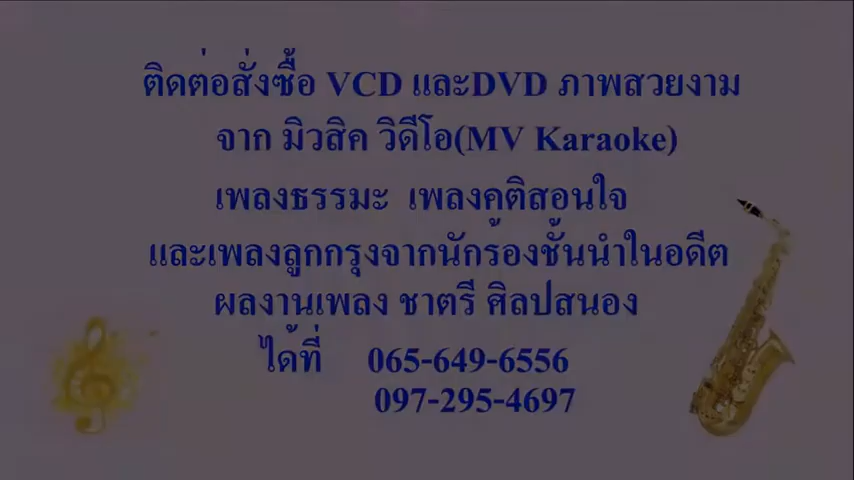 ติดต่อสั่งซื้อ VCD และDVD ภาพสวยงาม
จาก มิวสิค วิดีโอ(MV Karaoke)
เพลงธรรมะ เพลงคติสอนใจ
และเพลงลูกกรุงจากนักร้องชั้นนำในอดีต
ผลงานเพลง ชาตรี ศิลปสนอง
ได้ที่ 065-649-6556
097-295-4697